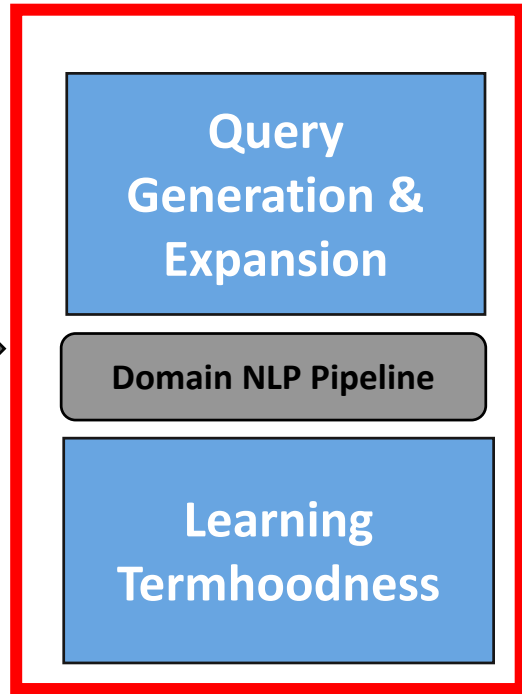 Query
Generation &
Expansion
Domain NLP Pipeline
Learning
Termhoodness